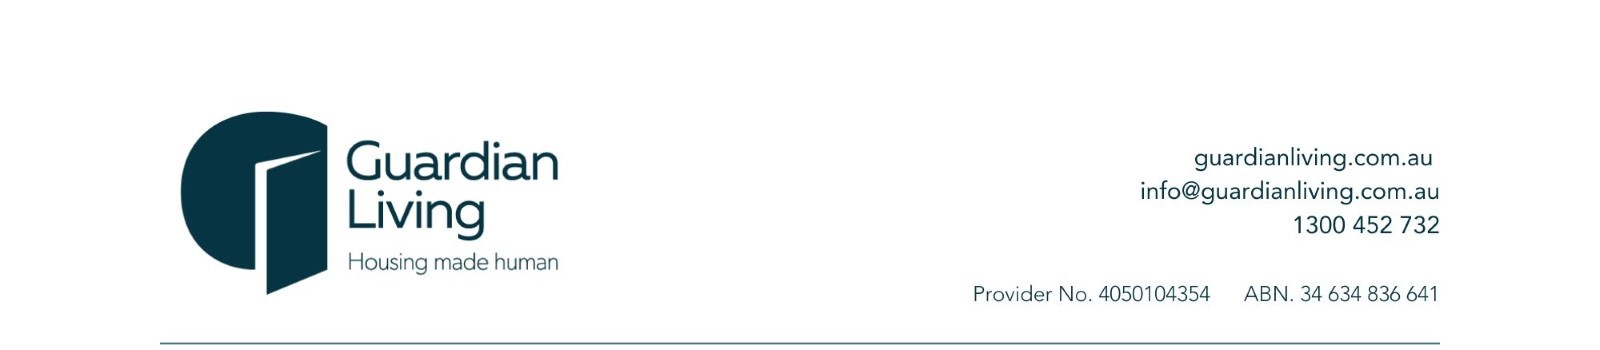 Guardian
Living
Housing made human
guardianliving.com.au
info@guardianliving.com.au
1300 452 732
Provider No. 4050104354 ABN. 34 634 836 641